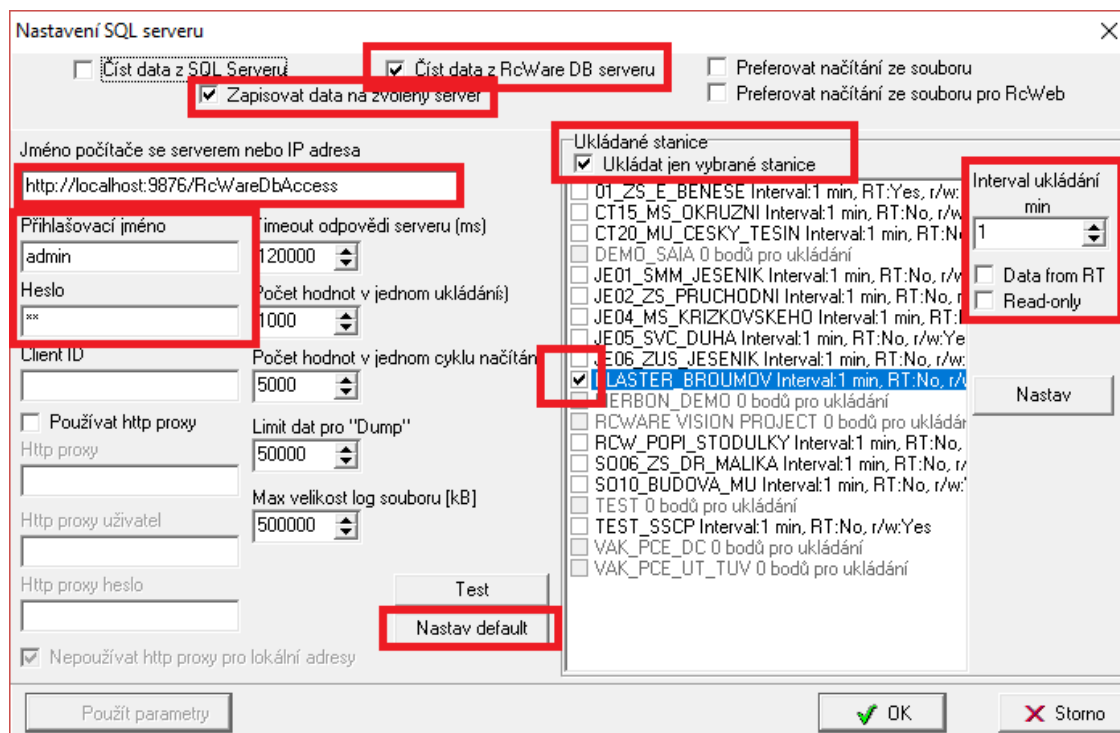 Nastavení SQL serveru
Číst data z SQL Serveru
Číst data z RcWare DB serveru
Preferovat načítání ze souboru
Zapisovat data na zvolený server
Preferovat načítání ze souboru pro RcWeb
Jméno počítače se serverem nebo IP adresa
http://localhost:9876/RcWareDbAccess
Přihlašovací jméno
admin
Heslo
**
Client ID
Používat http proxy
Http proxy
Http proxy uživatel
Http proxy heslo
Nepoužívat http proxy pro lokální adresy
Timeout odpovědi serveru (ms)
120000
Počet hodnot v jednom ukládání:)
1000
Počet hodnot v jednom cyklu načítán
5000
Limit dat pro "Dump"
50000
Max velikost log souboru [kB]
500000
Test
Nastav default
Ukládané stanice
Ukládat jen vybrané stanice
01_ZS_E_BENESE Interval:1 min, RT:Yes, r/w
CT15_MS_OKRUZNI Interval:1 min, RT:No, r/w
CT20_MU_CESKY_TESIN Interval:1 min, RT:N
DEMO_SAIA 0 bodů pro ukládání
JE01_SMM_JESENIK Interval:1 min, RT:No, r/w
JE02_ZS_PRUCHODNI Interval:1 min, RT:No, r
JE04_MS_KRIZKOVSKEHO Interval:1 min, RT:
JE05_SVC_DUHA Interval:1 min, RT:No, r/w:Ye
JE06_ZUS_JESENIK Interval:1 min, RT:No, r/w:
LASTER_BROUMOV Interval:1 min, RT:No, r/
MERBON_DEMO 0 bodů pro ukládání
RCWARE VISION PROJECT 0 bodů pro ukládár
RCW_POPI_STODULKY Interval:1 min, RT:No,
SO06_ZS_DR_MALIKA Interval:1 min, RT:No, r/
SO10_BUDOVA_MU Interval:1 min, RT:No, r/w:
TEST 0 bodů pro ukládání
TEST_SSCP Interval:1 min, RT:No, r/w:Yes
VAK_PCE_DC 0 bodů pro ukládání
VAK_PCE_UT_TUV 0 bodů pro ukládání
Interval ukládání
min
1
Data from RT
Read-only
Nastav
Použít parametry
OK
Storno